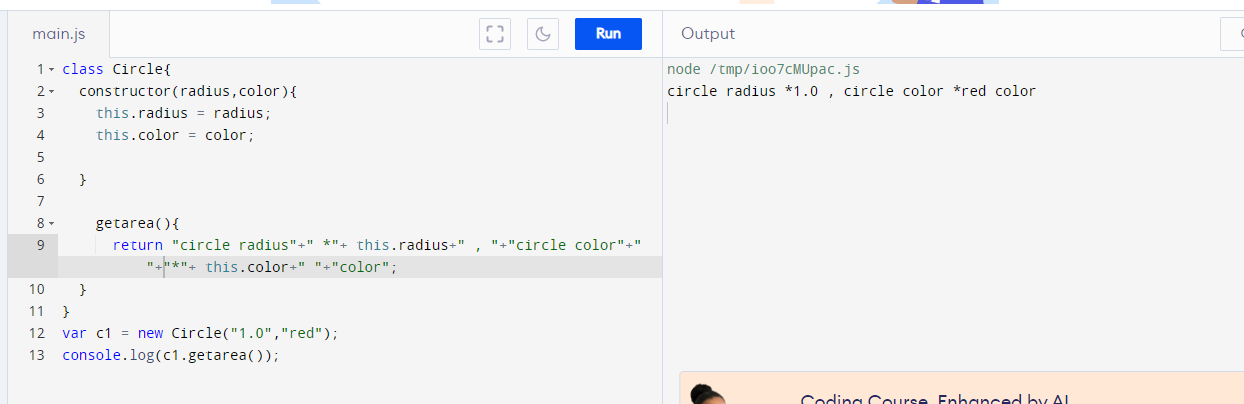 main.js
Run
Output
1 class Circle{
2 constructor(radius,color){
3 this.radius = radius;
4 this.color = color;
5
6 }
7
8 getarea(){
9 return "circle radius"+" *"+ this.radius+" , "+"circle color"+"
"+"*"+ this.color+" "+"color";
10 }
11 }
12 var c1 = new Circle("1.0","red");
13 console.log(c1.getarea());
node /tmp/ioo7cMUpac.js
circle radius *1.0 , circle color *red color
Coding Course, Enhanced by AI